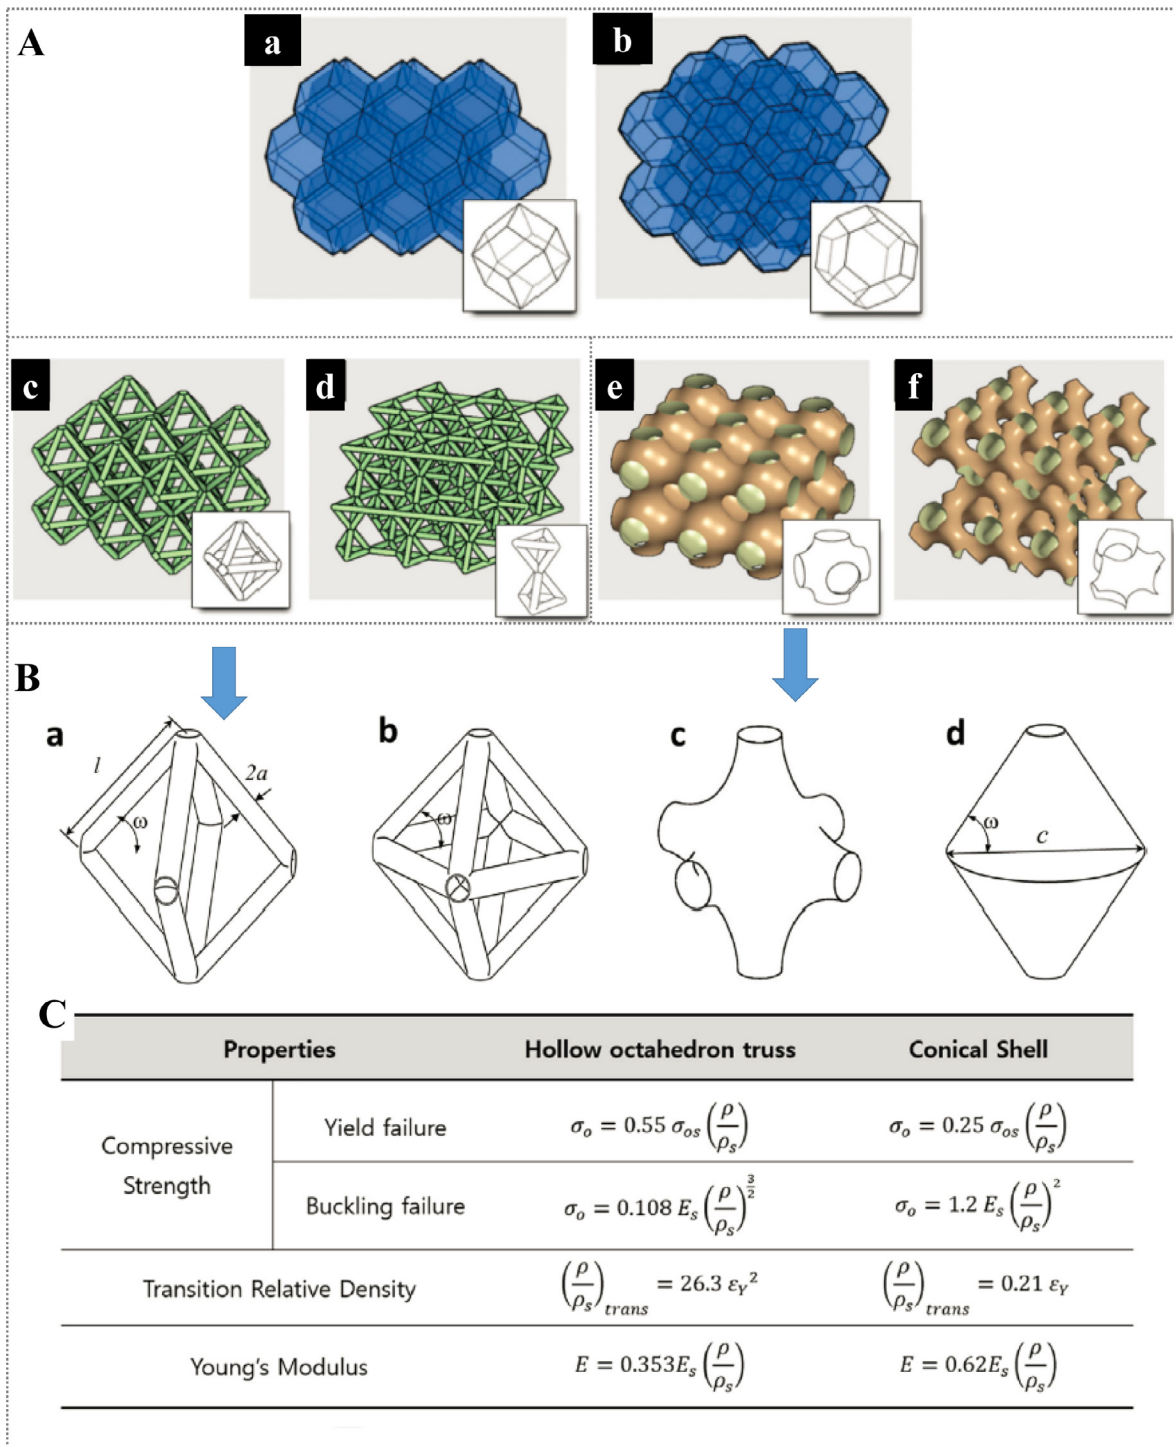 A
a
b
c
d
e
f
B
a
b
c
d
l
2a
ω
ω
ω
c
C
Properties Hollow octahedron truss Conical Shell
Compressive Strength
Yield failure σₒ = 0.55 σₒₛ (ρ/ρₛ) σₒ = 0.25 σₒₛ (ρ/ρₛ)
Buckling failure σₒ = 0.108 Eₛ (ρ/ρₛ)^(3/2) σₒ = 1.2 Eₛ (ρ/ρₛ)^2
Transition Relative Density (ρ/ρₛ)trans = 26.3 εY² (ρ/ρₛ)trans = 0.21 εY
Young's Modulus E = 0.353Eₛ (ρ/ρₛ) E = 0.62Eₛ (ρ/ρₛ)